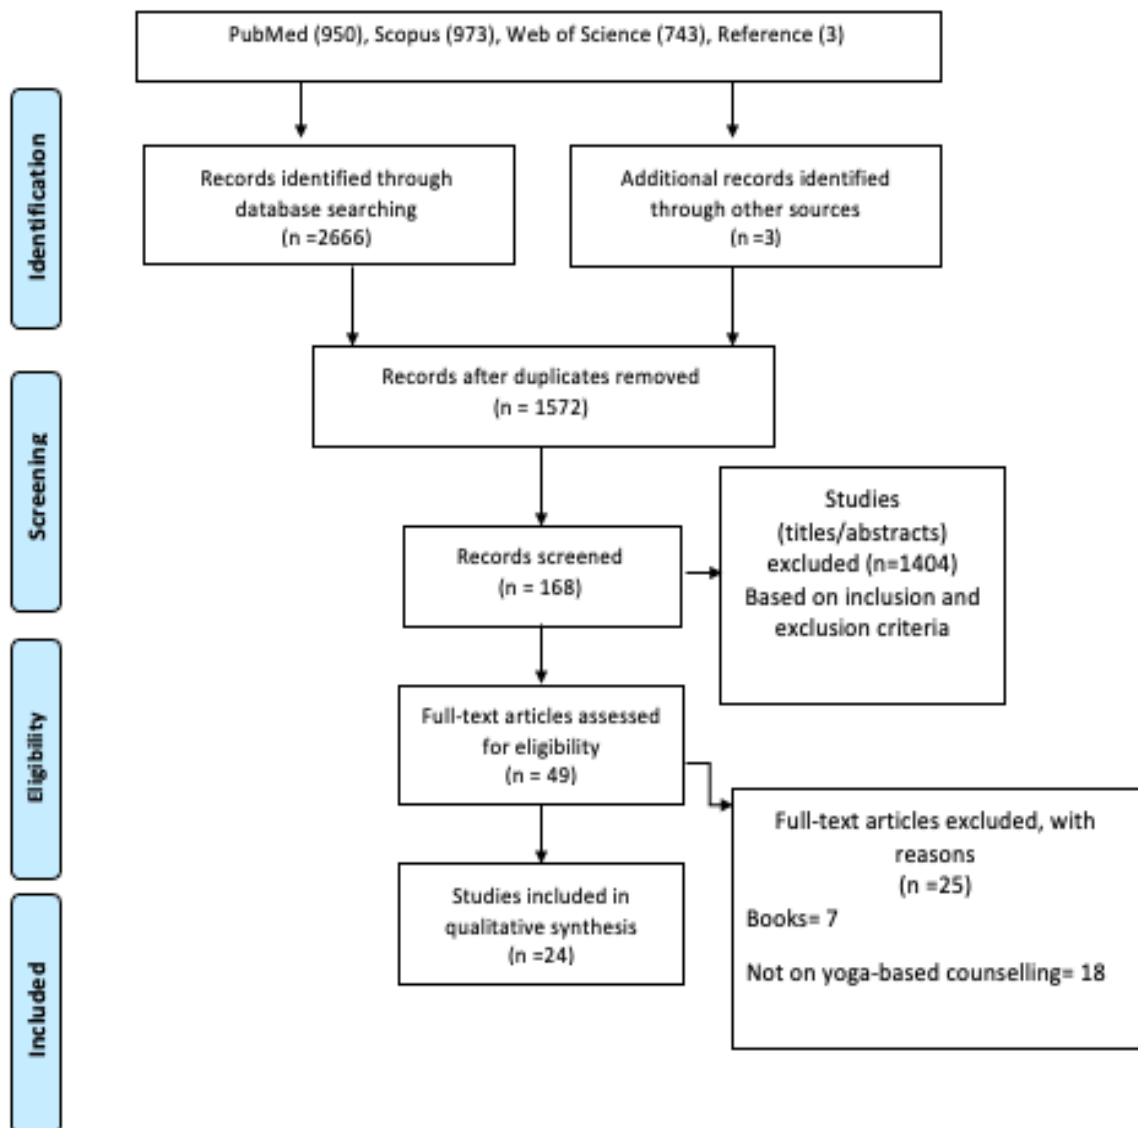 PubMed (950), Scopus (973), Web of Science (743), Reference (3)
Identification
Records identified through
database searching
(n =2666)
Additional records identified
through other sources
(n =3)
Records after duplicates removed
(n = 1572)
Screening
Records screened
(n = 168)
Studies
(titles/abstracts)
excluded (n=1404)
Based on inclusion and
exclusion criteria
Eligibility
Full-text articles assessed
for eligibility
(n = 49)
Full-text articles excluded, with
reasons
(n =25)
Books= 7
Not on yoga-based counselling= 18
Included
Studies included in
qualitative synthesis
(n =24)